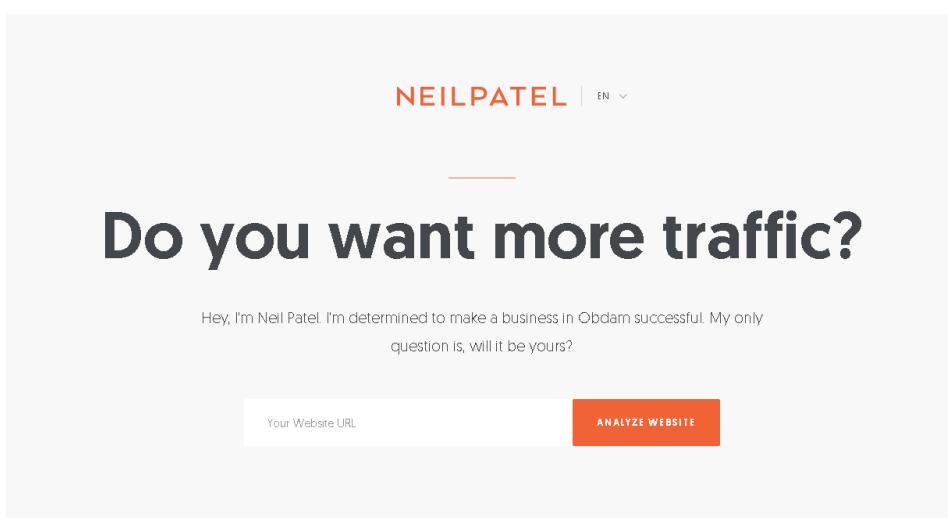 NEILPATEL EN
Do you want more traffic?
Hey, I'm Neil Patel. I'm determined to make a business in Obdam successful. My only
question is, will it be yours?
Your Website URL ANALYZE WEBSITE